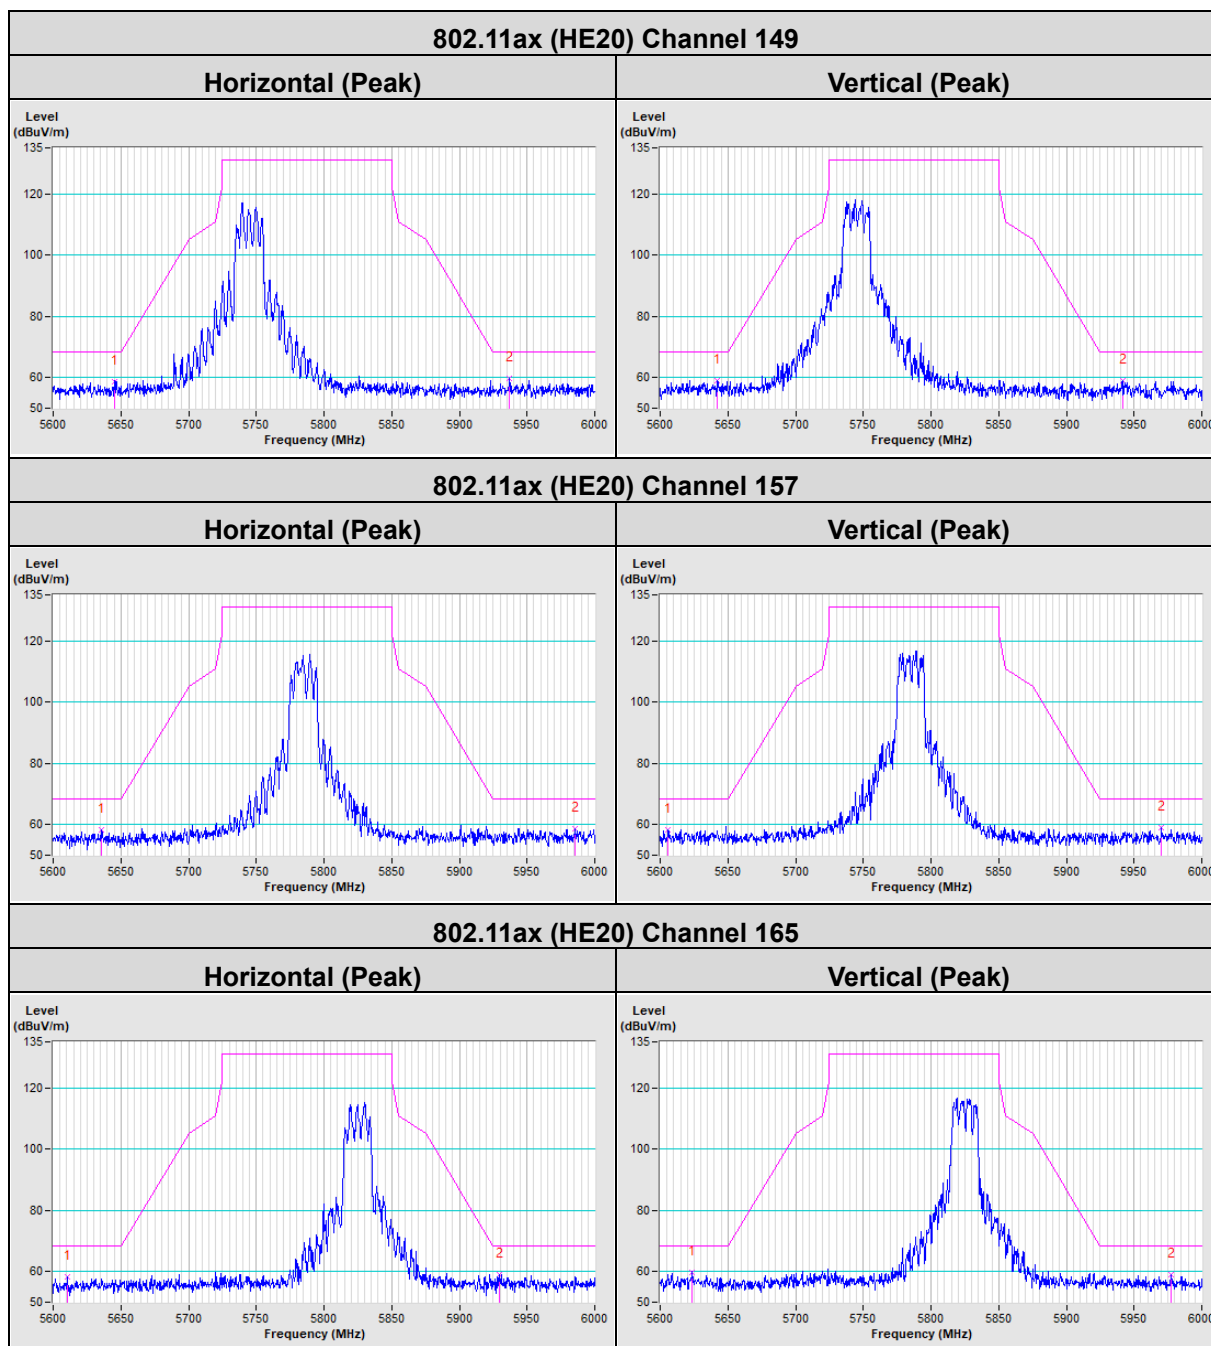 802.11ax (HE20) Channel 149
Horizontal (Peak)
Vertical (Peak)
Level
(dBuV/m)
135
120
100
80
60
50
1
2
5600 5650 5700 5750 5800 5850 5900 5950 6000
Frequency (MHz)
Level
(dBuV/m)
135
120
100
80
60
50
1
2
5600 5650 5700 5750 5800 5850 5900 5950 6000
Frequency (MHz)
802.11ax (HE20) Channel 157
Horizontal (Peak)
Vertical (Peak)
Level
(dBuV/m)
135
120
100
80
60
50
1
2
5600 5650 5700 5750 5800 5850 5900 5950 6000
Frequency (MHz)
Level
(dBuV/m)
135
120
100
80
60
50
1
2
5600 5650 5700 5750 5800 5850 5900 5950 6000
Frequency (MHz)
802.11ax (HE20) Channel 165
Horizontal (Peak)
Vertical (Peak)
Level
(dBuV/m)
135
120
100
80
60
50
1
2
5600 5650 5700 5750 5800 5850 5900 5950 6000
Frequency (MHz)
Level
(dBuV/m)
135
120
100
80
60
50
1
2
5600 5650 5700 5750 5800 5850 5900 5950 6000
Frequency (MHz)